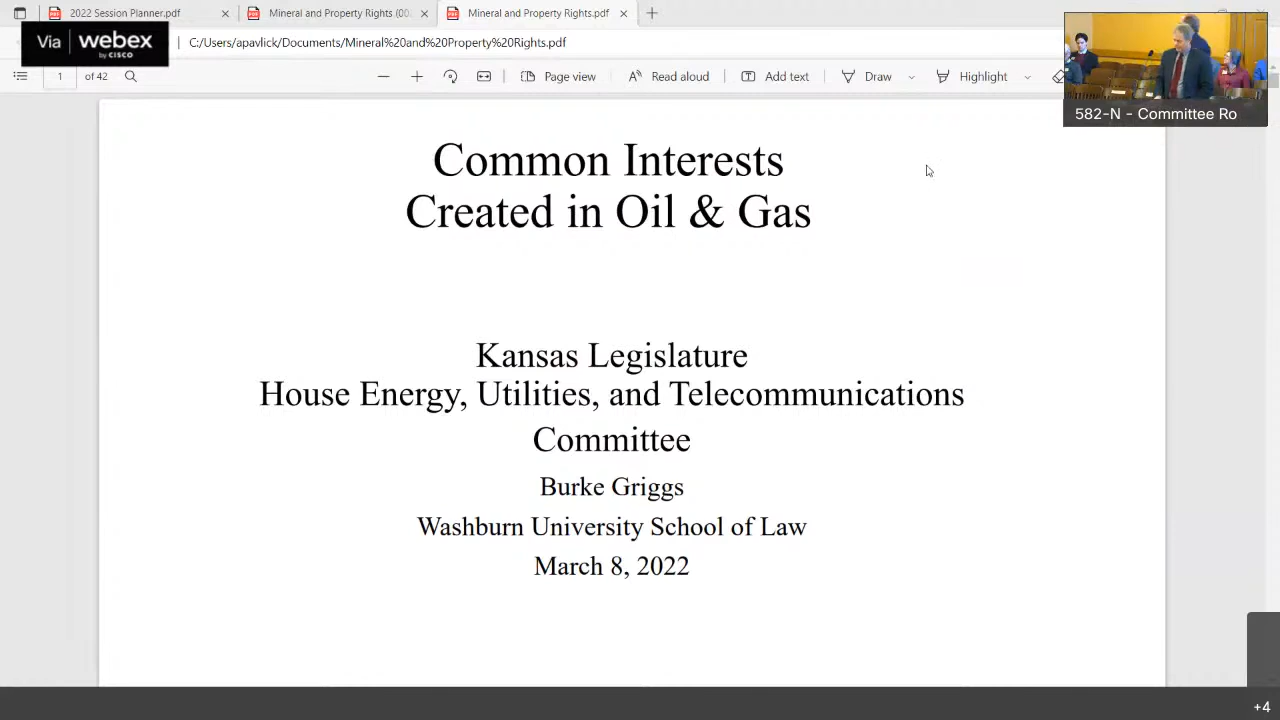 2022 Session Planner.pdf
Mineral and Property Rights (00
Mineral and Property Rights.pdf
Via webex
by CISCO
C:/Users/apavlick/Documents/Mineral%20and%20Property%20Rights.pdf
1 of 42
Page view
Read aloud
Add text
Draw
Highlight
582-N - Committee Ro
Common Interests
Created in Oil & Gas
Kansas Legislature
House Energy, Utilities, and Telecommunications
Committee
Burke Griggs
Washburn University School of Law
March 8, 2022
+4